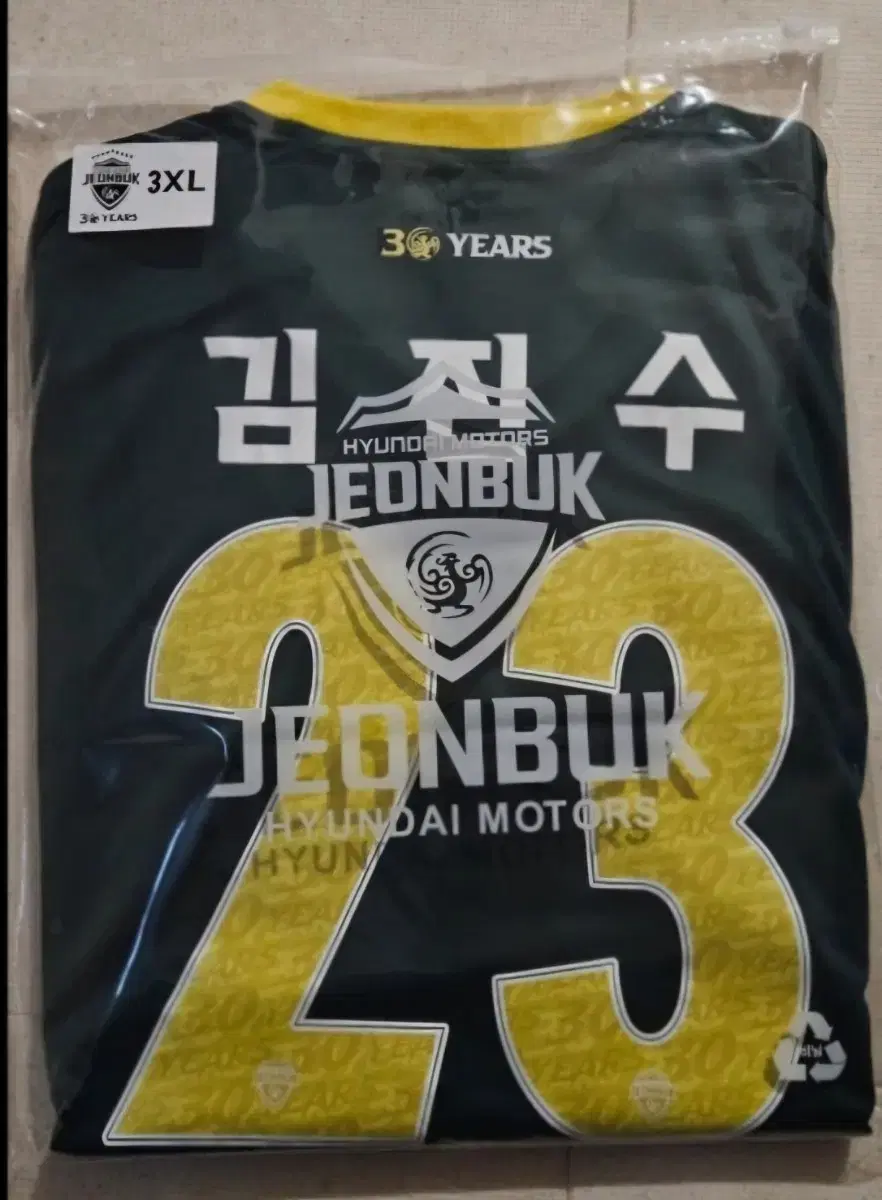 JEONBUK
3XL
30 YEARS
30 YEARS
김진수
HYUNDAI MOTORS
JEONBUK
23
JEONBUK
HYUNDAI MOTORS